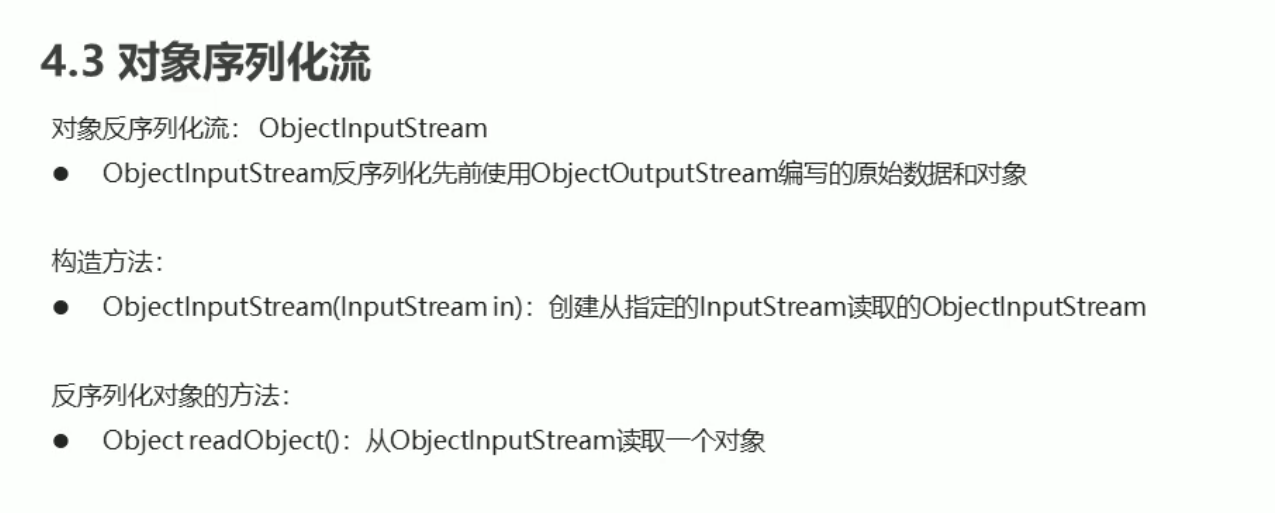 4.3 对象序列化流
对象反序列化流： ObjectInputStream
● ObjectInputStream反序列化先前使用ObjectOutputStream编写的原始数据和对象
构造方法：
● ObjectInputStream(InputStream in)：创建从指定的InputStream读取的ObjectInputStream
反序列化对象的方法：
● Object readObject()：从ObjectInputStream读取一个对象